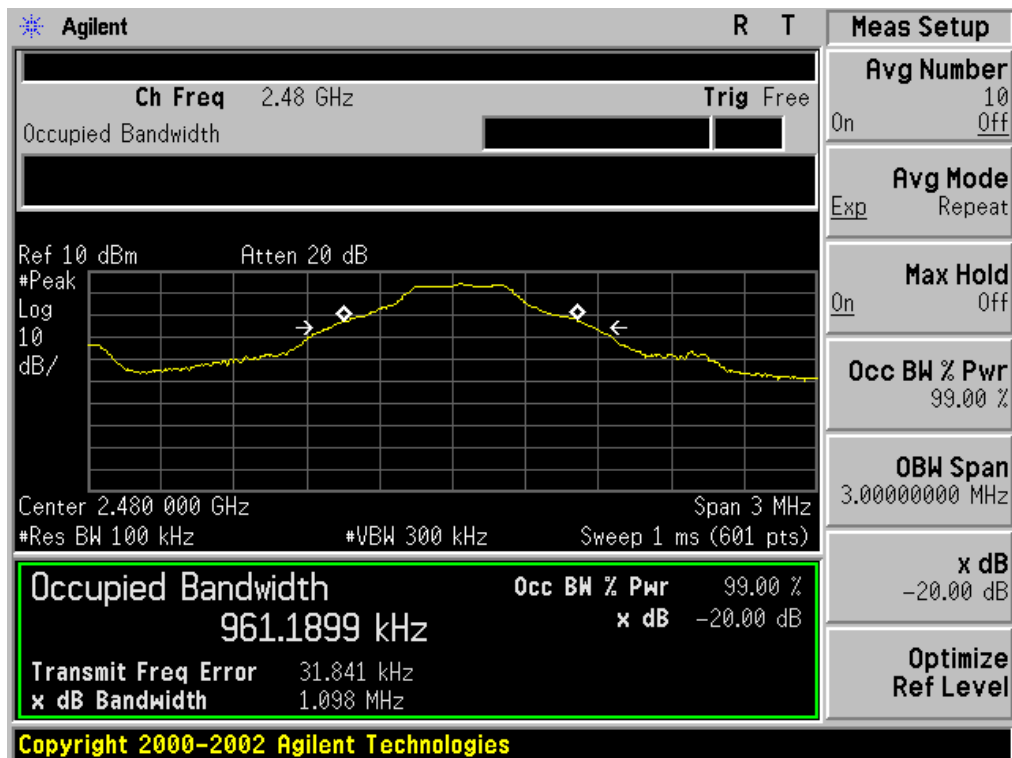 Agilent R T
Ch Freq 2.48 GHz Trig Free
Occupied Bandwidth
Ref 10 dBm Atten 20 dB
#Peak
Log
10
dB/
Center 2.480 000 GHz Span 3 MHz
#Res BW 100 kHz #VBW 300 kHz Sweep 1 ms (601 pts)
Occupied Bandwidth
961.1899 kHz
Occ BW % Pwr 99.00 %
x dB -20.00 dB
Transmit Freq Error 31.841 kHz
x dB Bandwidth 1.098 MHz
Copyright 2000-2002 Agilent Technologies
Meas Setup
Avg Number
10
On Off
Avg Mode
Exp Repeat
Max Hold
On Off
Occ BW % Pwr
99.00 %
OBW Span
3.00000000 MHz
x dB
-20.00 dB
Optimize
Ref Level